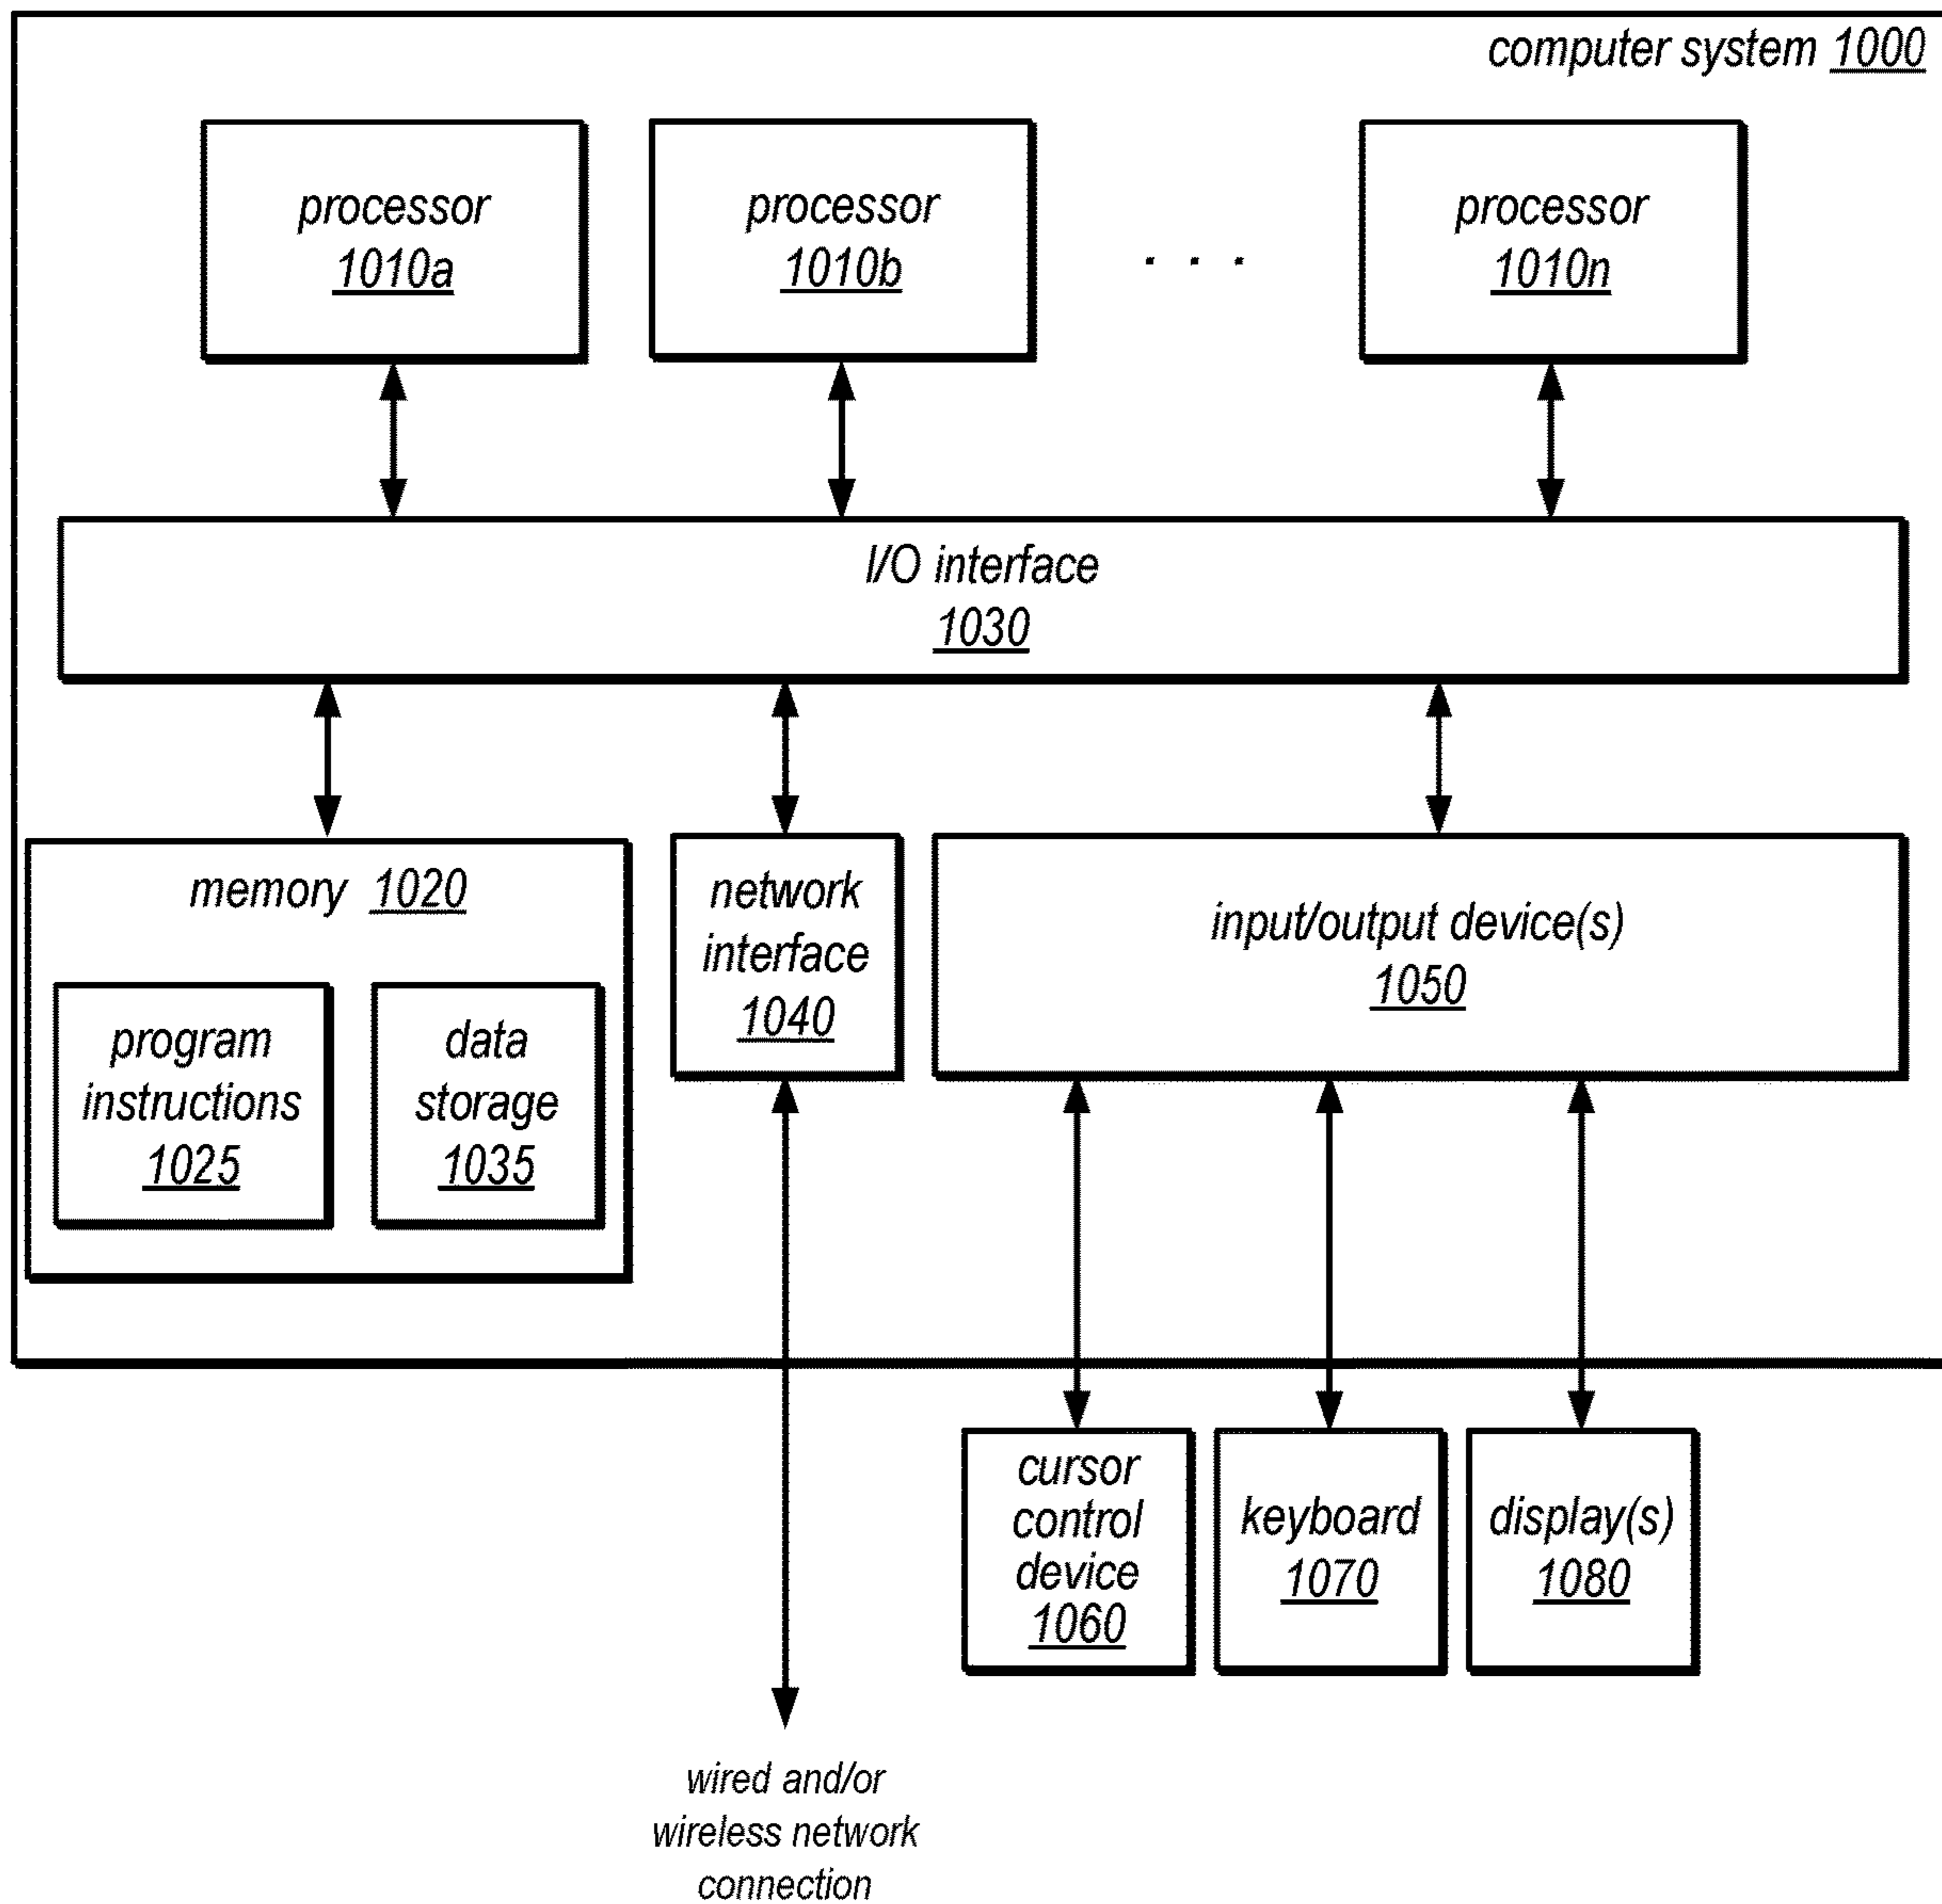 computer system 1000
processor
1010a
processor
1010b
. . .
processor
1010n
I/O interface
1030
memory 1020
program
instructions
1025
data
storage
1035
network
interface
1040
input/output device(s)
1050
cursor
control
device
1060
keyboard
1070
display(s)
1080
wired and/or
wireless network
connection